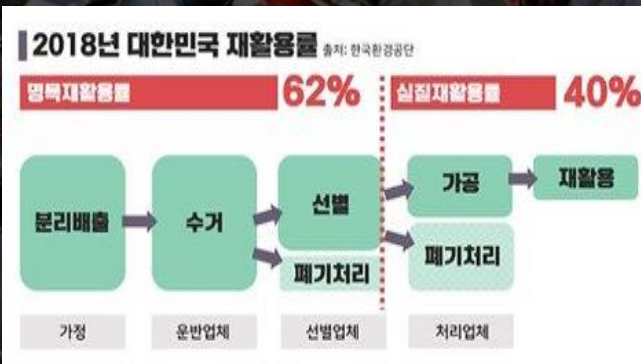 2018년 대한민국 재활용률 출처: 한국환경공단
명목재활용률 62% 실질재활용률 40%
분리배출 수거 선별 가공 재활용
폐기처리 폐기처리
가정 운반업체 선별업체 처리업체